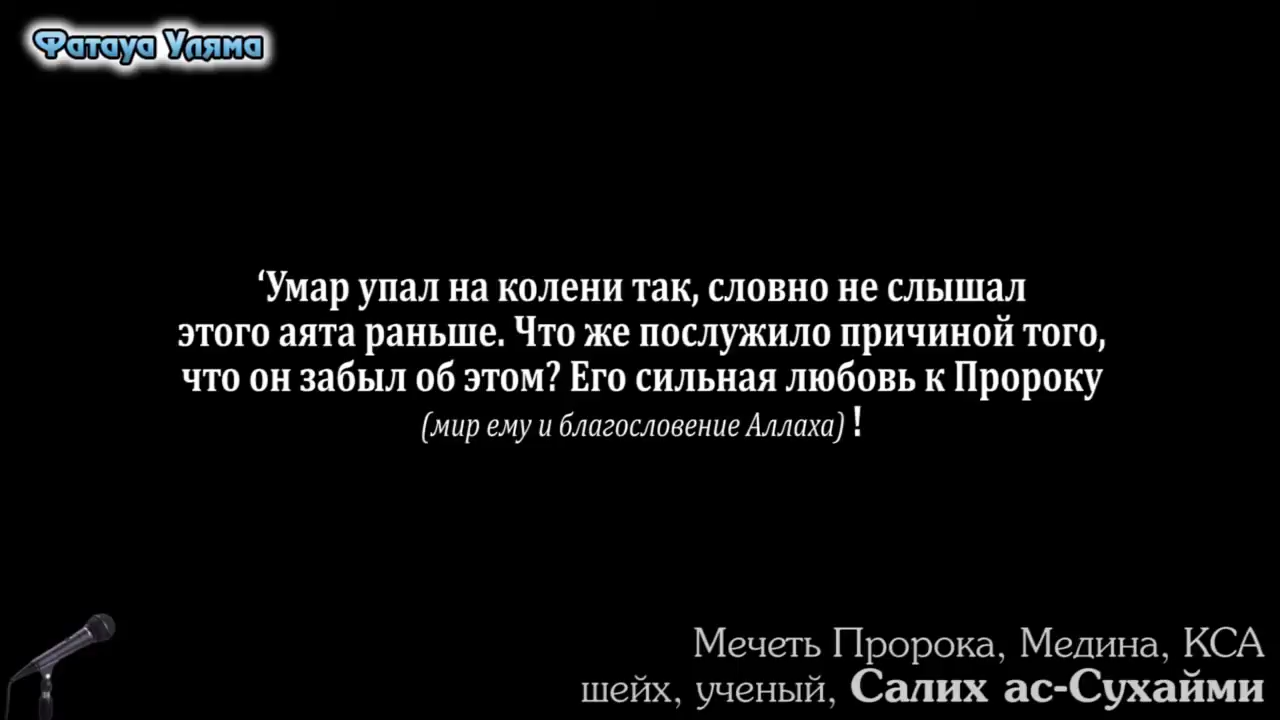 Фатауа Уляма
‘Умар упал на колени так, словно не слышал
этого аята раньше. Что же послужило причиной того,
что он забыл об этом? Его сильная любовь к Пророку
(мир ему и благословение Аллаха) !
Мечеть Пророка, Медина, КСА
шейх, ученый, Салих ас-Сухайми